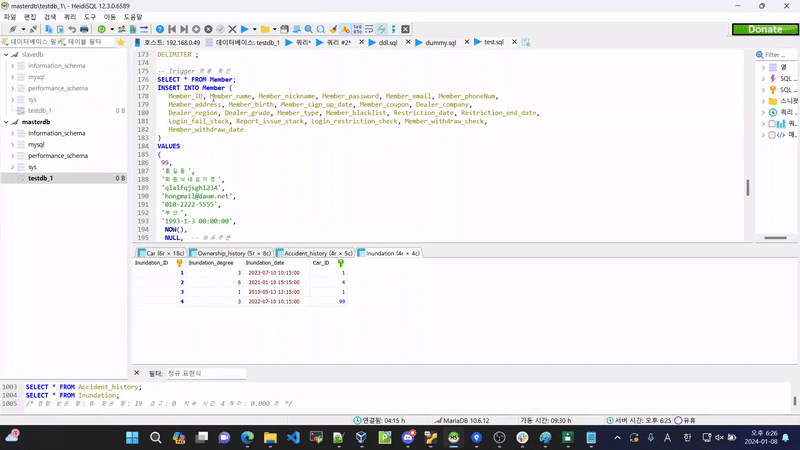 masterdb\testdb_1\ - HeidiSQL 12.3.0.6589
파일 편집 검색 쿼리 도구 이동 도움말
Donate
데이터베이스 필 테이블 필터
호스트: 192.168.0.49 데이터베이스: testdb_1 쿼리* 쿼리 #2* ddl.sql dummy.sql test.sql
Filter ...
slavedb
information_schema
mysql
performance_schema
sys
testdb_1 0 B
masterdb
information_schema
mysql
performance_schema
sys
testdb_1 0 B
173 DELIMITER ;
174
175 -- Trigger 작동 확인
176 SELECT * FROM Member;
177 INSERT INTO Member (
178 Member_ID, Member_name, Member_nickname, Member_password, Member_email, Member_phoneNum,
179 Member_address, Member_birth, Member_sign_up_date, Member_coupon, Dealer_company,
180 Dealer_region, Dealer_grade, Member_type, Member_blacklist, Restriction_date, Restriction_end_date,
181 Login_fail_stack, Report_issue_stack, Login_restriction_check, Member_withdraw_check,
182 Member_withdraw_date
183 )
184 VALUES
185 (
186 99,
187 '홍길동',
188 '회원닉네임이염',
189 'qlalfqjsgh1234',
190 'hongmail@daum.net',
191 '010-2222-5555',
192 '부산',
193 '1993-1-3 00:00:00',
194 NOW(),
195 NULL, -- 보유쿠폰
열
SQL ...
SQL ...
스니펫
쿼리 ...
쿼...
매...
Car (6r × 18c) Ownership_history (5r × 8c) Accident_history (4r × 5c) Inundation (4r × 4c)
Inundation_ID Inundation_degree Inundation_date Car_ID
1 3 2023-07-10 10:15:00 1
2 6 2021-01-10 15:15:00 4
3 1 2015-05-13 13:15:00 1
4 3 2022-07-10 10:15:00 99
필터: 정규 표현식
1003 SELECT * FROM Accident_history;
1004 SELECT * FROM Inundation;
1005 /* 영향 받은 행: 0 찾은 행: 19 경고: 0 지속 시간 4 쿼리: 0.000 초 */
연결됨: 04:15 h MariaDB 10.6.12 가동 시간: 09:30 h 서버 시간: 오후 6:25 유휴
A 한
오후 6:26
2024-01-08